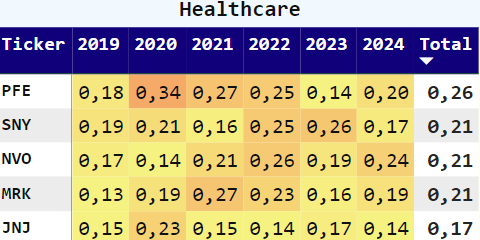 Healthcare
Ticker 2019 2020 2021 2022 2023 2024 Total
PFE 0,18 0,34 0,27 0,25 0,14 0,20 0,26
SNY 0,19 0,21 0,16 0,25 0,26 0,17 0,21
NVO 0,17 0,14 0,21 0,26 0,19 0,24 0,21
MRK 0,13 0,19 0,27 0,23 0,16 0,19 0,21
JNJ 0,15 0,23 0,15 0,14 0,17 0,14 0,17